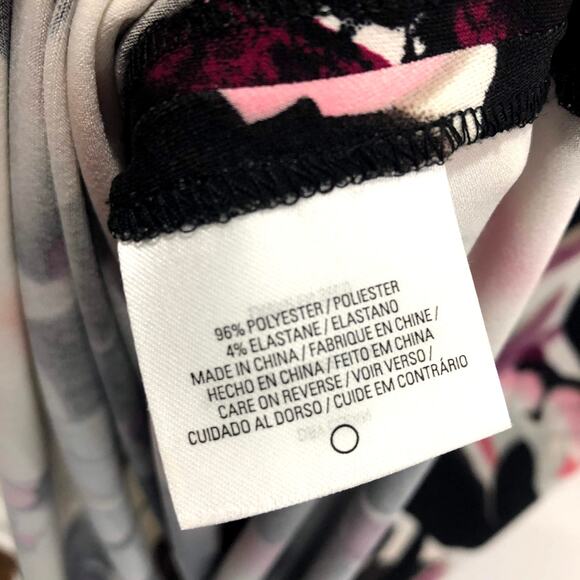 96% POLYESTER / POLIESTER
4% ELASTANE / ELASTANO
MADE IN CHINA / FABRIQUE EN CHINE /
HECHO EN CHINA / FEITO EM CHINA
CARE ON REVERSE / VOIR VERSO /
CUIDADO AL DORSO / CUIDE EM CONTRÁRIO